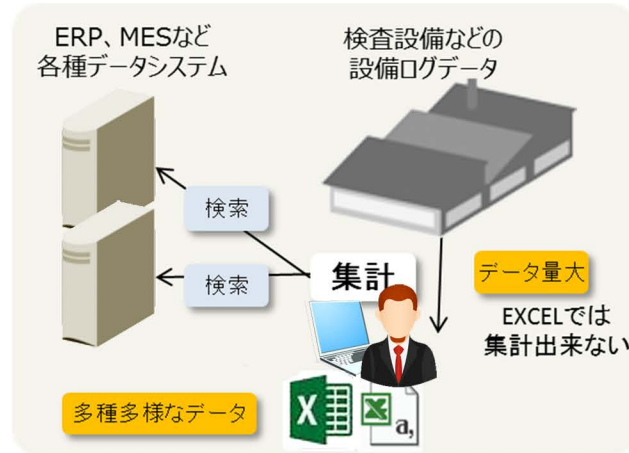 ERP、MESなど
各種データシステム
検査設備などの
設備ログデータ
検索
検索
集計
データ量大
EXCELでは
集計出来ない
多種多様なデータ
X
X
a,